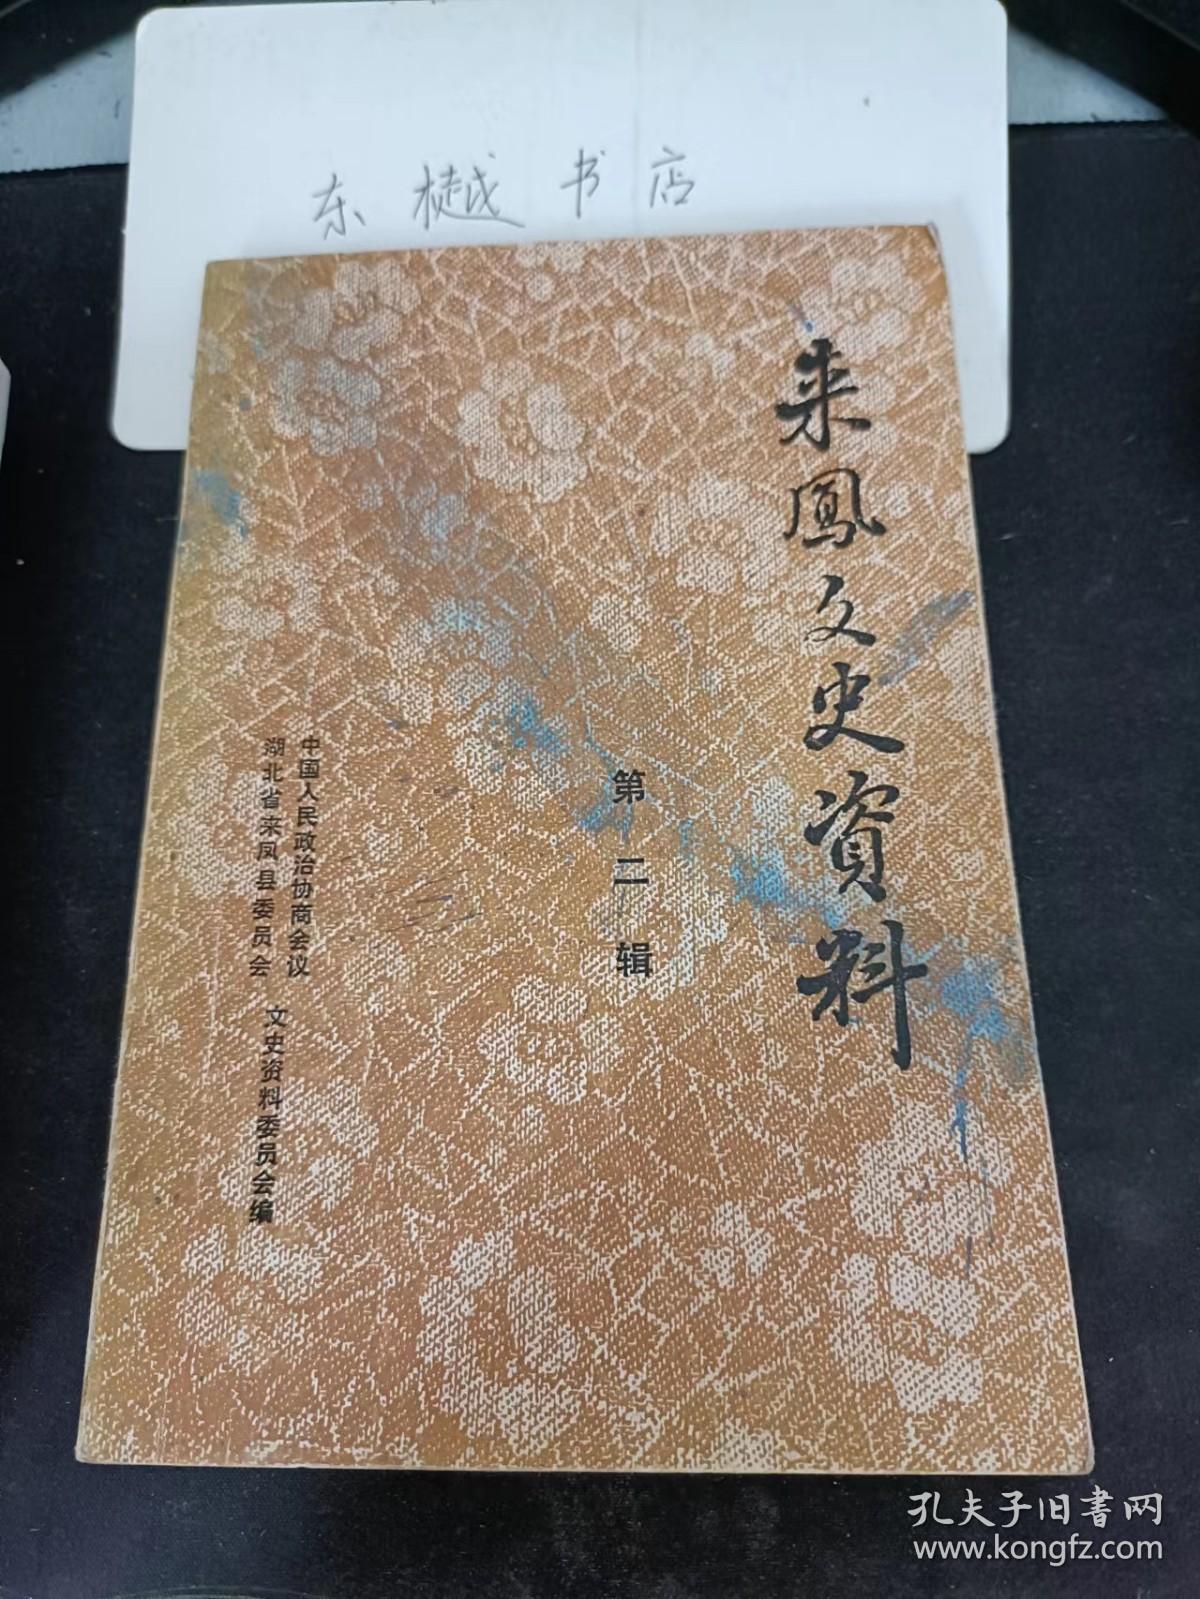 东樾书店
来鳳文史資料
第二辑
中国人民政治协商会议
湖北省来凤县委员会
文史资料委员会编
孔夫子旧書网
www.kongfz.com